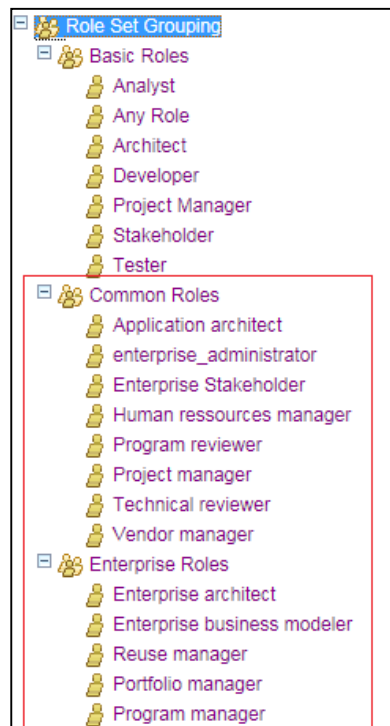 Role Set Grouping
Basic Roles
Analyst
Any Role
Architect
Developer
Project Manager
Stakeholder
Tester
Common Roles
Application architect
enterprise_administrator
Enterprise Stakeholder
Human ressources manager
Program reviewer
Project manager
Technical reviewer
Vendor manager
Enterprise Roles
Enterprise architect
Enterprise business modeler
Reuse manager
Portfolio manager
Program manager